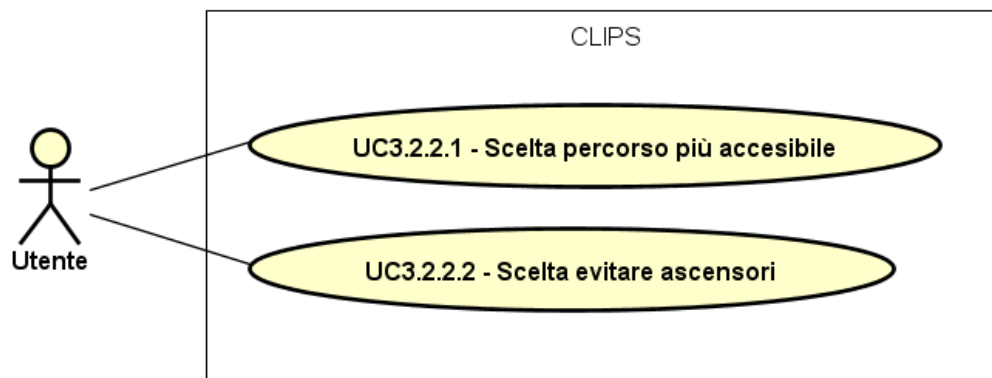 CLIPS
UC3.2.2.1 - Scelta percorso più accesibile
Utente
UC3.2.2.2 - Scelta evitare ascensori